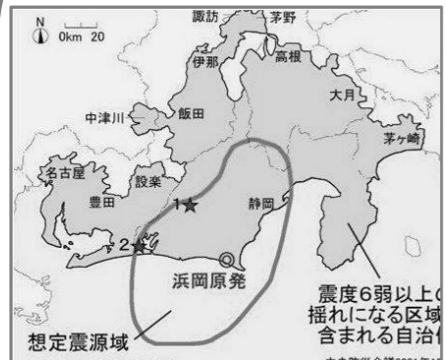 N
0km 20
諏訪
茅野
伊那
高根
飯田
大月
中津川
茅ヶ崎
名古屋
設楽
豊田
1
静岡
2
浜岡原発
震度6弱以上の
揺れになる区域
含まれる自治
想定震源域